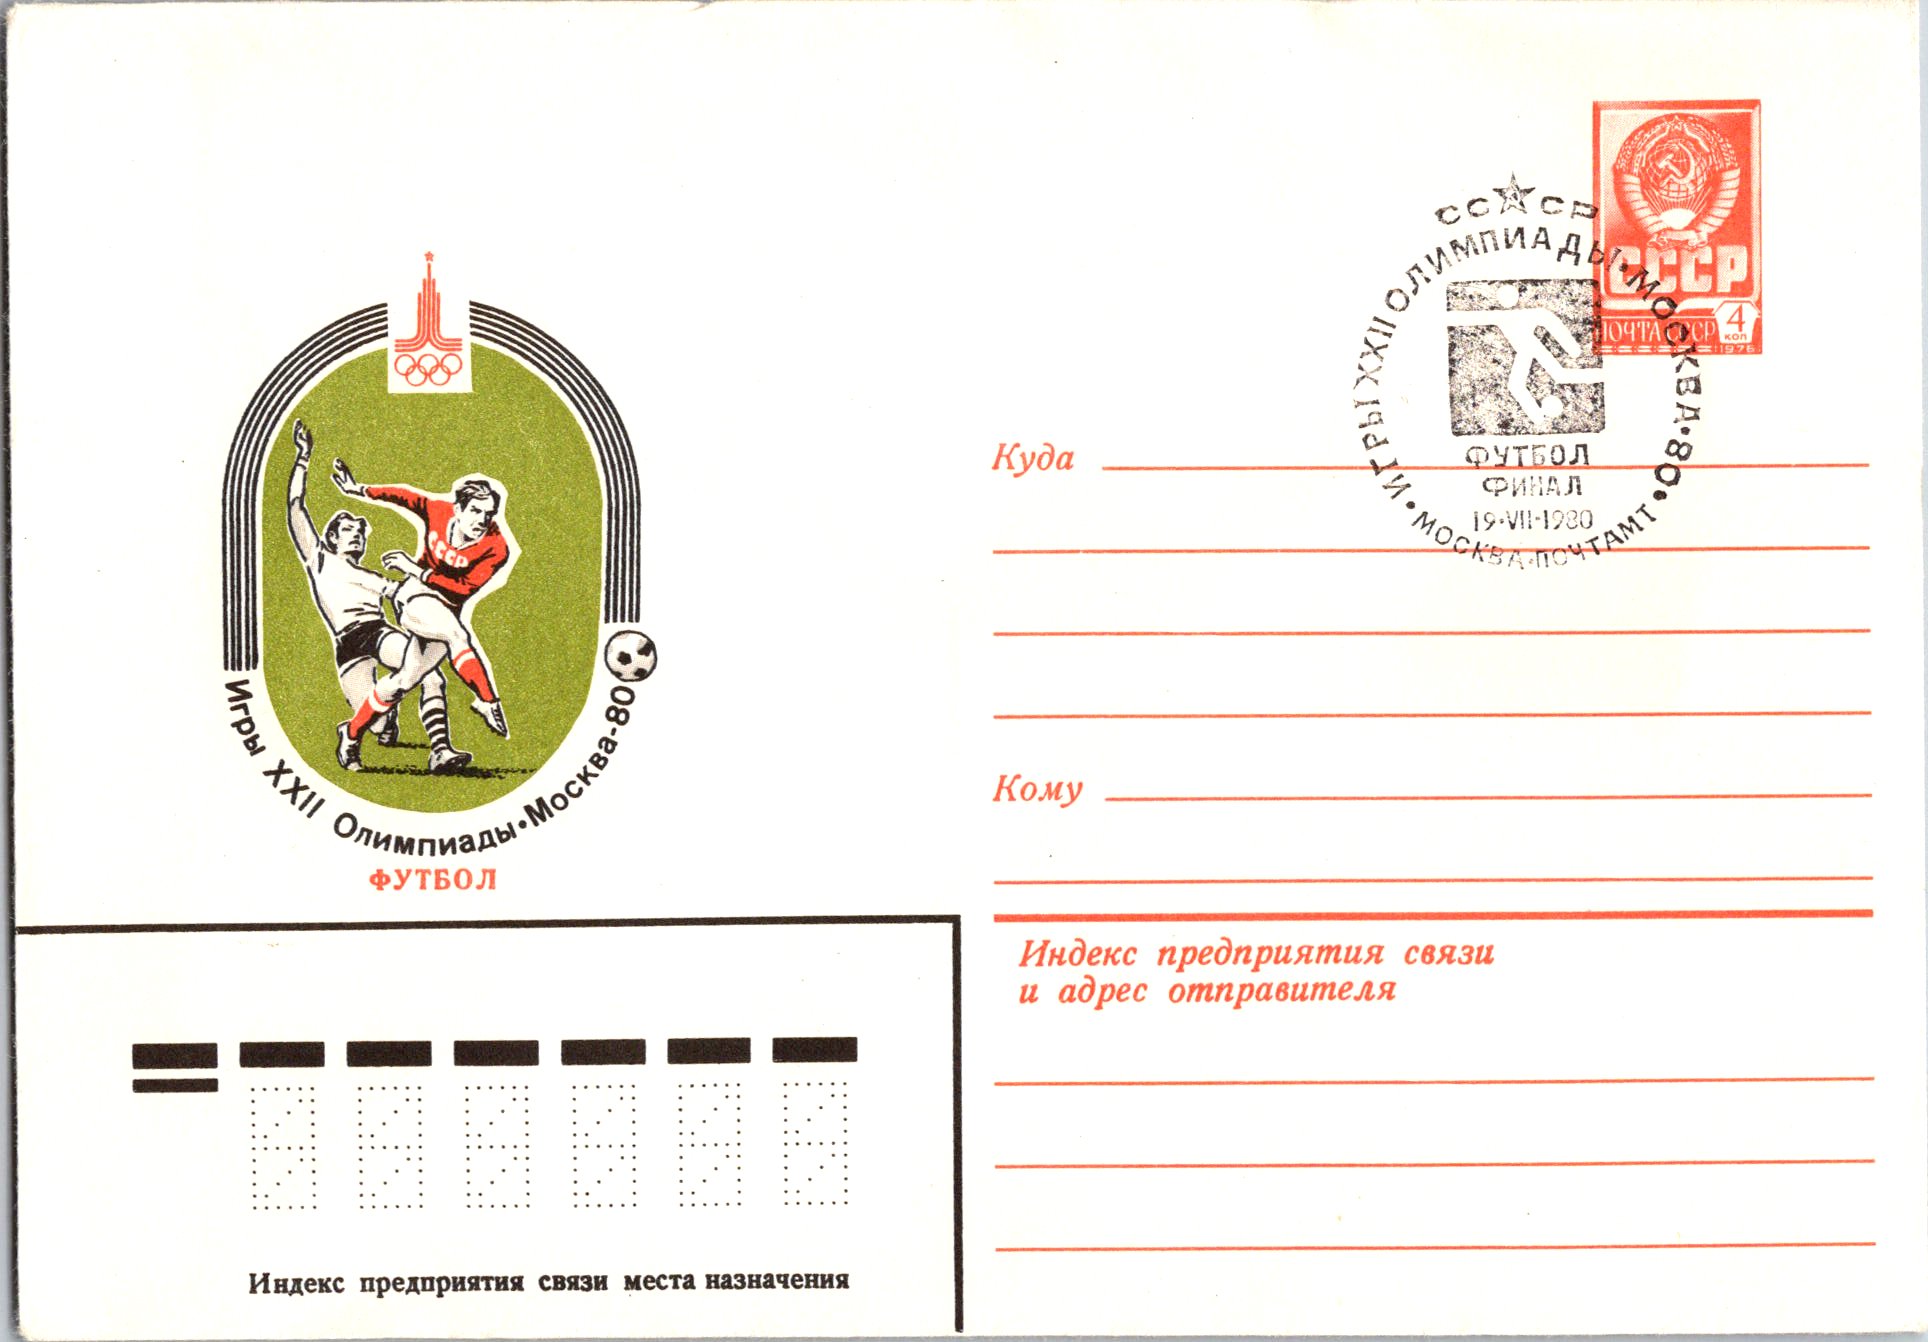 СССР
ИГРЫ XXII ОЛИМПИАДЫ • МОСКВА • 80 •
ФУТБОЛ
ФИНАЛ
19·VII·1980
• МОСКВА · ПОЧТАМТ •
СССР
ПОЧТА СССР
4
КОП
1976
СССР
Игры XXII Олимпиады • Москва-80
ФУТБОЛ
Куда
Кому
Индекс предприятия связи
и адрес отправителя
Индекс предприятия связи места назначения